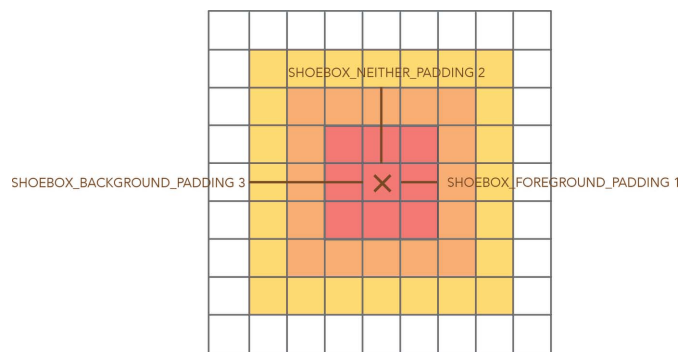 SHOEBOX_NEITHER_PADDING 2
SHOEBOX_BACKGROUND_PADDING 3
SHOEBOX_FOREGROUND_PADDING 1